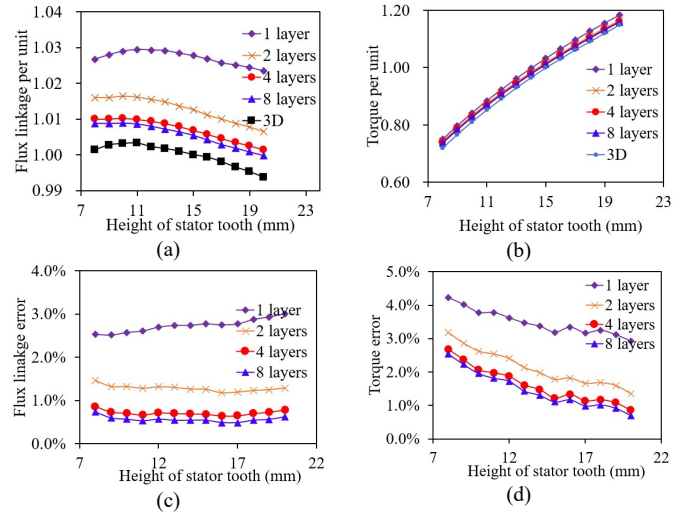 1.04
1.03
1.02
1.01
1.00
0.99
Flux linkage per unit
1 layer
2 layers
4 layers
8 layers
3D
7 11 15 19 23
Height of stator tooth (mm)
(a)
1.20
1.00
0.80
0.60
Torque per unit
1 layer
2 layers
4 layers
8 layers
3D
7 11 15 19 23
Height of stator tooth (mm)
(b)
4.0%
3.0%
2.0%
1.0%
0.0%
Flux linakge error
1 layer
2 layers
4 layers
8 layers
7 12 17 22
Height of stator tooth (mm)
(c)
5.0%
4.0%
3.0%
2.0%
1.0%
0.0%
Torque error
1 layer
2 layers
4 layers
8 layers
7 12 17 22
Height of stator tooth (mm)
(d)